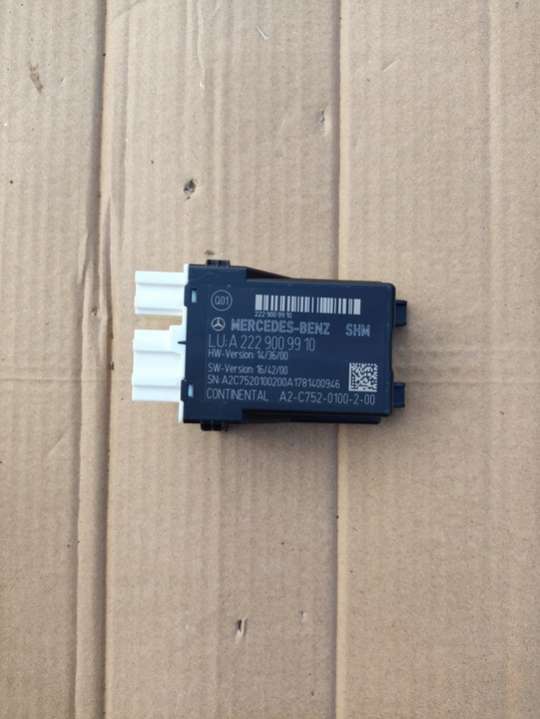 Q01
222 900 99 10
MERCEDES-BENZ SHM
LU: A 222 900 99 10
HW-Version 14/36/00
SW-Version 16/42/00
SN: A2C7520100200A1781400946
CONTINENTAL A2-C752-0100-2-00